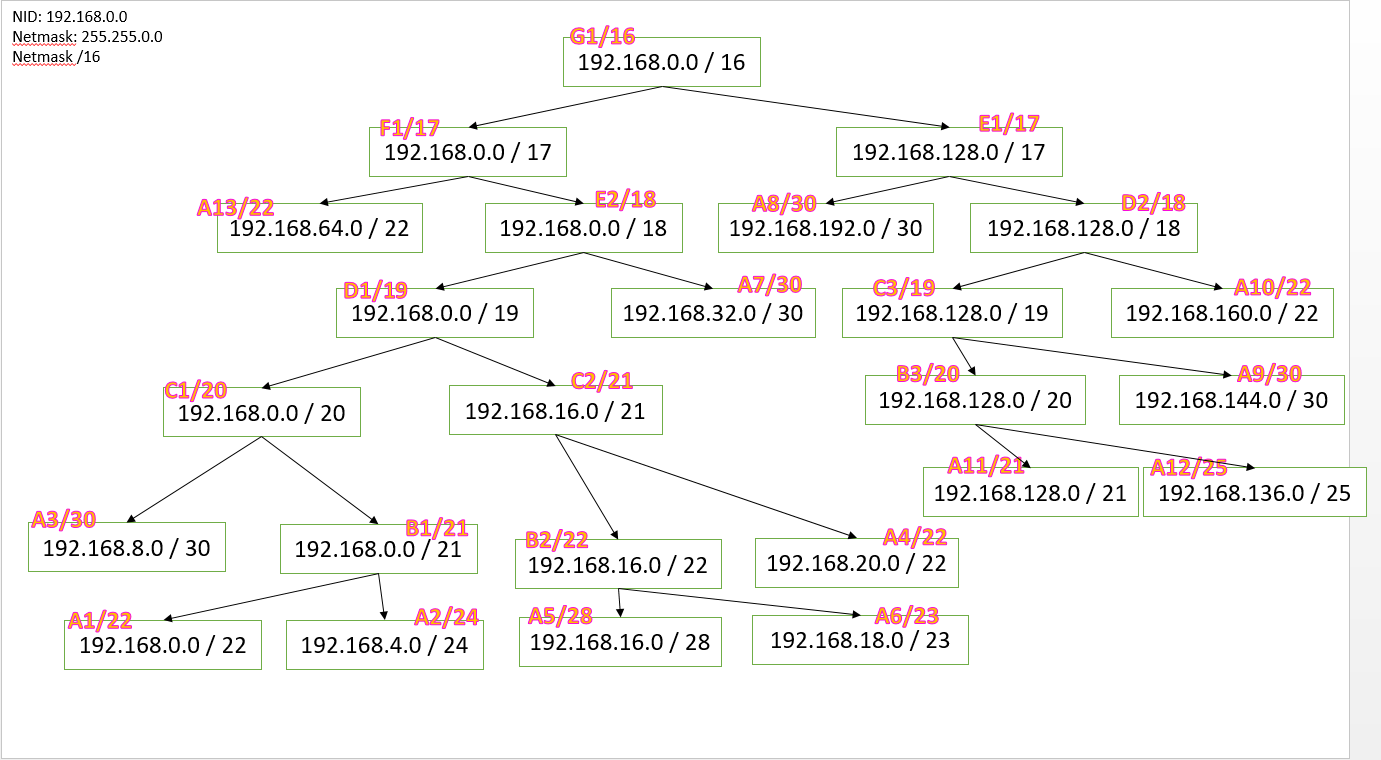 NID: 192.168.0.0
Netmask: 255.255.0.0
Netmask /16
G1/16
192.168.0.0 / 16
F1/17
192.168.0.0 / 17
E1/17
192.168.128.0 / 17
A13/22
192.168.64.0 / 22
E2/18
192.168.0.0 / 18
A8/30
192.168.192.0 / 30
D2/18
192.168.128.0 / 18
D1/19
192.168.0.0 / 19
A7/30
192.168.32.0 / 30
C3/19
192.168.128.0 / 19
A10/22
192.168.160.0 / 22
C1/20
192.168.0.0 / 20
C2/21
192.168.16.0 / 21
B3/20
192.168.128.0 / 20
A9/30
192.168.144.0 / 30
A11/21
192.168.128.0 / 21
A12/25
192.168.136.0 / 25
A3/30
192.168.8.0 / 30
B1/21
192.168.0.0 / 21
B2/22
192.168.16.0 / 22
A4/22
192.168.20.0 / 22
A1/22
192.168.0.0 / 22
A2/24
192.168.4.0 / 24
A5/28
192.168.16.0 / 28
A6/23
192.168.18.0 / 23